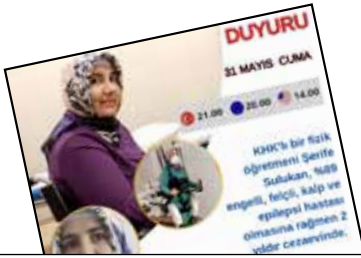 DUYURU
31 MAYIS CUMA
21.00 20.00 14.00
KHK'lı bir fizik
öğretmeni Şerife
Sulukan, %89
engelli, felçli, kalp ve
epilepsi hastası
olmasına rağmen 2
yıldır cezaevinde.